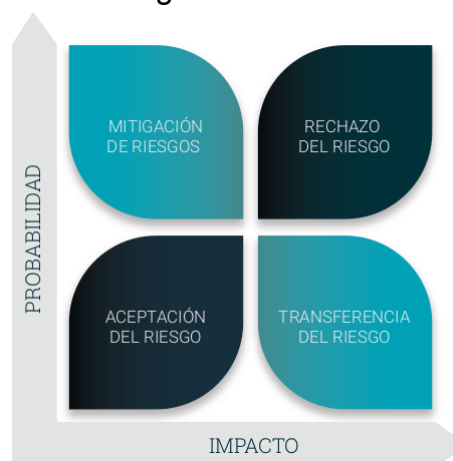 MITIGACIÓN
DE RIESGOS
RECHAZO
DEL RIESGO
PROBABILIDAD
ACEPTACIÓN
DEL RIESGO
TRANSFERENCIA
DEL RIESGO
IMPACTO